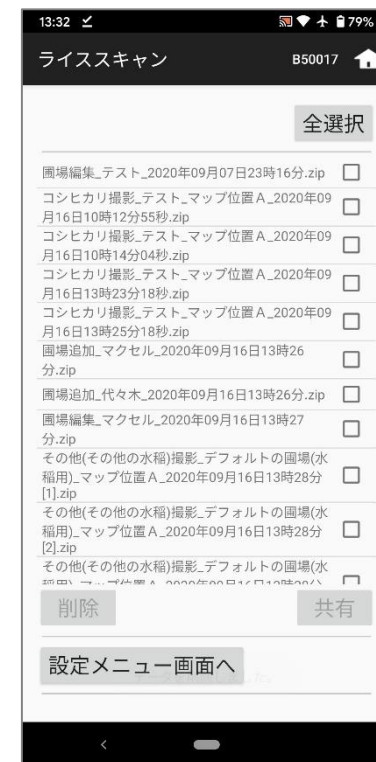 13:32
79%
ライススキャン
B50017
全選択
圃場編集_テスト_2020年09月07日23時16分.zip
コシヒカリ撮影_テスト_マップ位置A_2020年09
月16日10時12分55秒.zip
コシヒカリ撮影_テスト_マップ位置A_2020年09
月16日10時14分04秒.zip
コシヒカリ撮影_テスト_マップ位置A_2020年09
月16日13時23分18秒.zip
コシヒカリ撮影_テスト_マップ位置A_2020年09
月16日13時25分18秒.zip
圃場追加_マクセル_2020年09月16日13時26
分.zip
圃場追加_代々木_2020年09月16日13時26分.zip
圃場編集_マクセル_2020年09月16日13時27
分.zip
その他(その他の水稲)撮影_デフォルトの圃場(水
稲用)_マップ位置A_2020年09月16日13時28分
[1].zip
その他(その他の水稲)撮影_デフォルトの圃場(水
稲用)_マップ位置A_2020年09月16日13時28分
[2].zip
その他(その他の水稲)撮影_デフォルトの圃場(水
削除
共有
設定メニュー画面へ